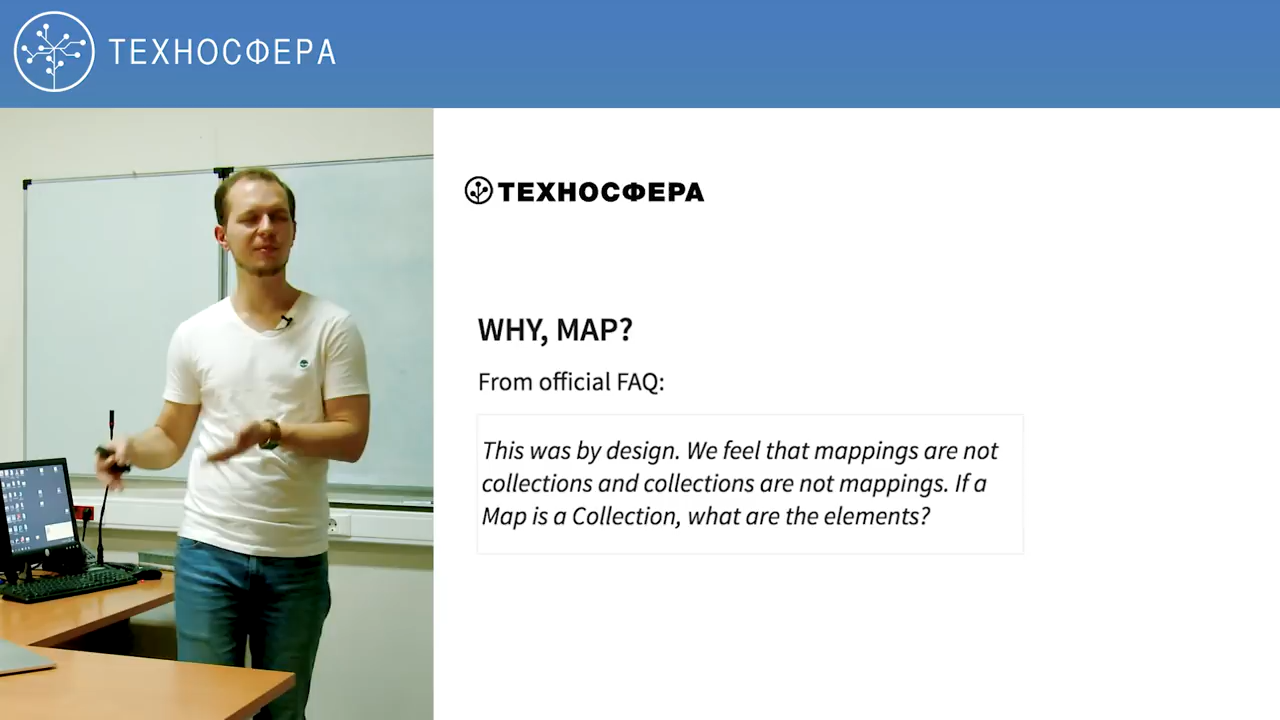 ТЕХНОСФЕРА
ТЕХНОСФЕРА
WHY, MAP?
From official FAQ:
This was by design. We feel that mappings are not
collections and collections are not mappings. If a
Map is a Collection, what are the elements?